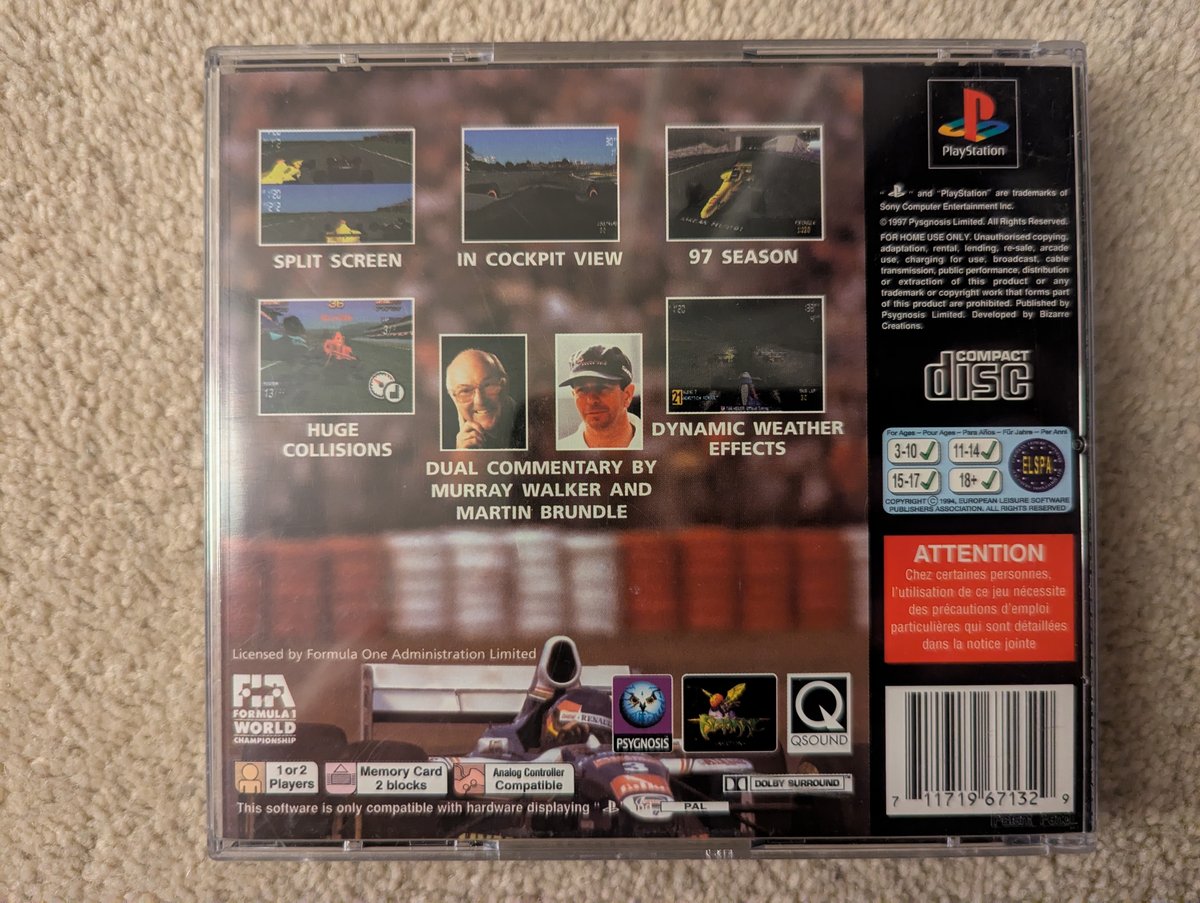 SPLIT SCREEN
IN COCKPIT VIEW
97 SEASON
HUGE
COLLISIONS
DUAL COMMENTARY BY
MURRAY WALKER AND
MARTIN BRUNDLE
DYNAMIC WEATHER
EFFECTS
Licensed by Formula One Administration Limited
FIA
FORMULA 1
WORLD
CHAMPIONSHIP
RENAULT
3
PSYGNOSIS
QSOUND
1 or 2
Players
Memory Card
2 blocks
Analog Controller
Compatible
DOLBY SURROUND
This software is only compatible with hardware displaying "
PAL
PlayStation
" " and "PlayStation" are trademarks of
Sony Computer Entertainment Inc.
© 1997 Pysgnosis Limited. All Rights Reserved.
FOR HOME USE ONLY. Unauthorised copying,
adaptation, rental, lending, re-sale, arcade
use, charging for use, broadcast, cable
transmission, public performance, distribution
or extraction of this product or any
trademark or copyright work that forms part
of this product are prohibited. Published by
Psygnosis Limited. Developed by Bizarre
Creations.
COMPACT
disc
For Ages - Pour Ages - Para Años - Für Jahre - Per Anni
3-10 11-14
15-17 18+
ELSPA
COPYRIGHT © 1994, EUROPEAN LEISURE SOFTWARE
PUBLISHERS ASSOCIATION. ALL RIGHTS RESERVED
ATTENTION
Chez certaines personnes,
l'utilisation de ce jeu nécessite
des précautions d'emploi
particulières qui sont détaillées
dans la notice jointe
7 11719 67132 9